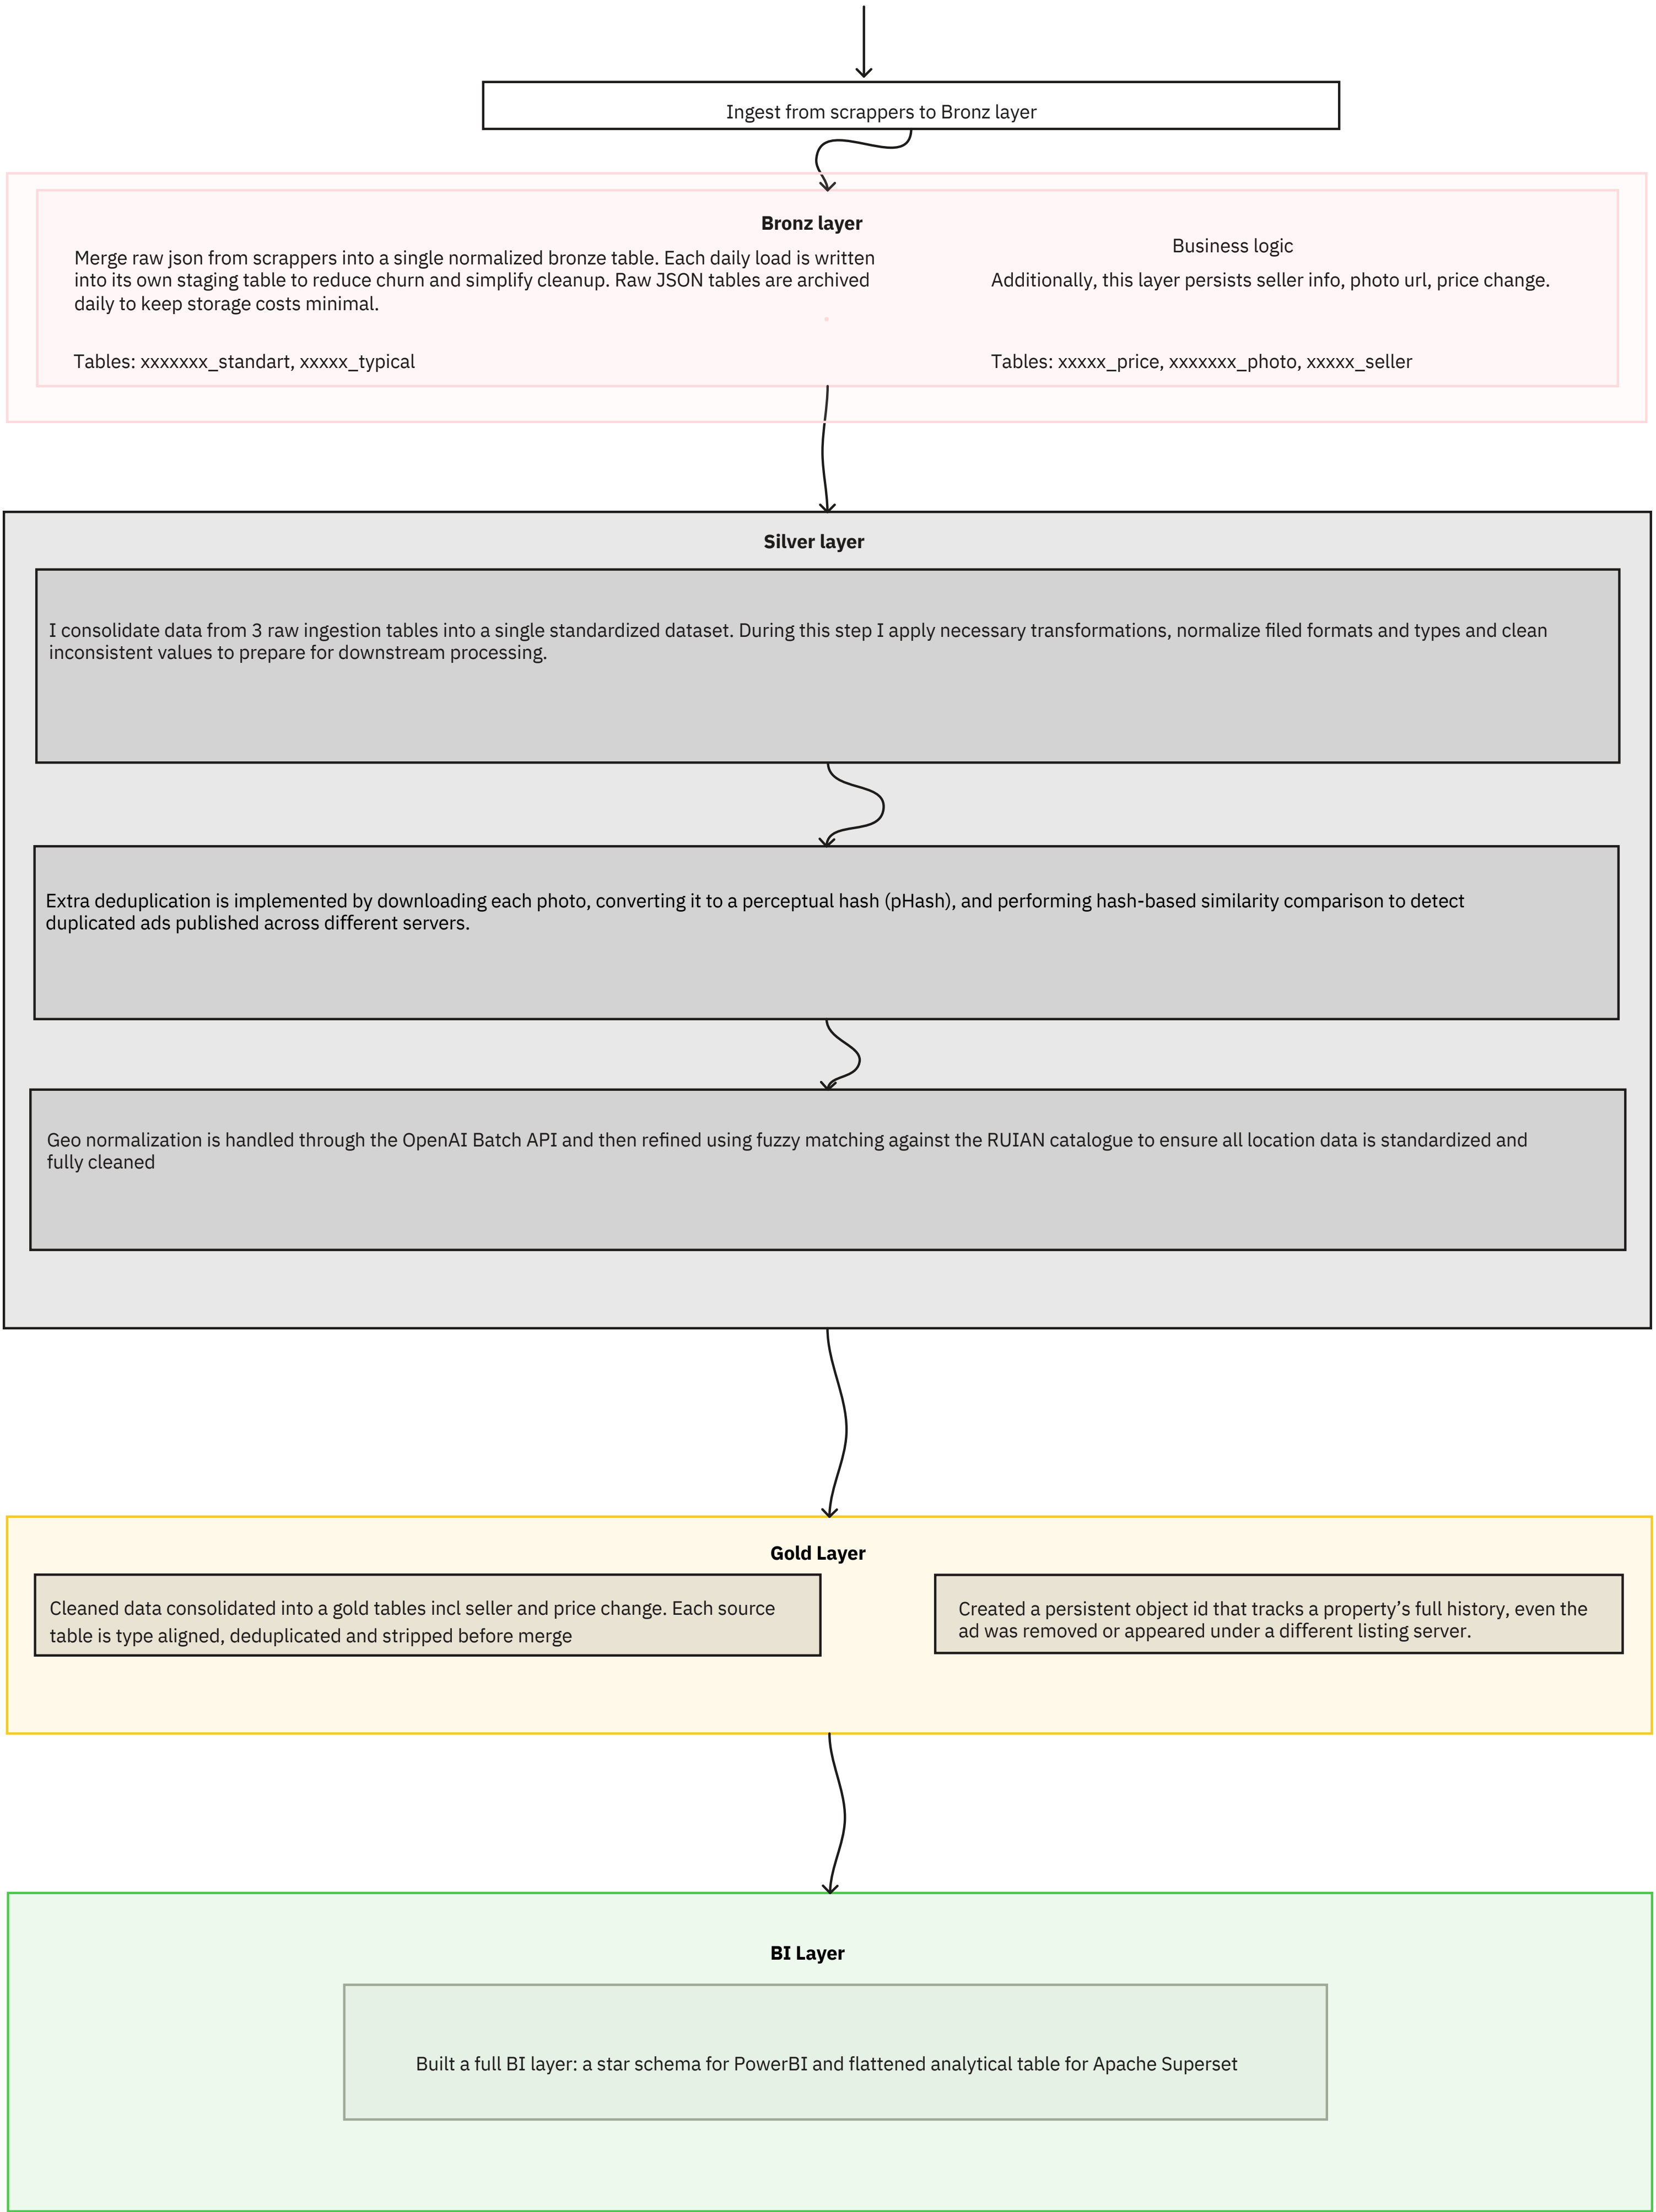 Ingest from scrappers to Bronz layer
Bronz layer
Merge raw json from scrappers into a single normalized bronze table. Each daily load is written
into its own staging table to reduce churn and simplify cleanup. Raw JSON tables are archived
daily to keep storage costs minimal.
Tables: xxxxxxx_standart, xxxxx_typical
Business logic
Additionally, this layer persists seller info, photo url, price change.
Tables: xxxxx_price, xxxxxxx_photo, xxxxx_seller
Silver layer
I consolidate data from 3 raw ingestion tables into a single standardized dataset. During this step I apply necessary transformations, normalize filed formats and types and clean
inconsistent values to prepare for downstream processing.
Extra deduplication is implemented by downloading each photo, converting it to a perceptual hash (pHash), and performing hash-based similarity comparison to detect
duplicated ads published across different servers.
Geo normalization is handled through the OpenAI Batch API and then refined using fuzzy matching against the RUIAN catalogue to ensure all location data is standardized and
fully cleaned
Gold Layer
Cleaned data consolidated into a gold tables incl seller and price change. Each source
table is type aligned, deduplicated and stripped before merge
Created a persistent object id that tracks a property’s full history, even the
ad was removed or appeared under a different listing server.
BI Layer
Built a full BI layer: a star schema for PowerBI and flattened analytical table for Apache Superset